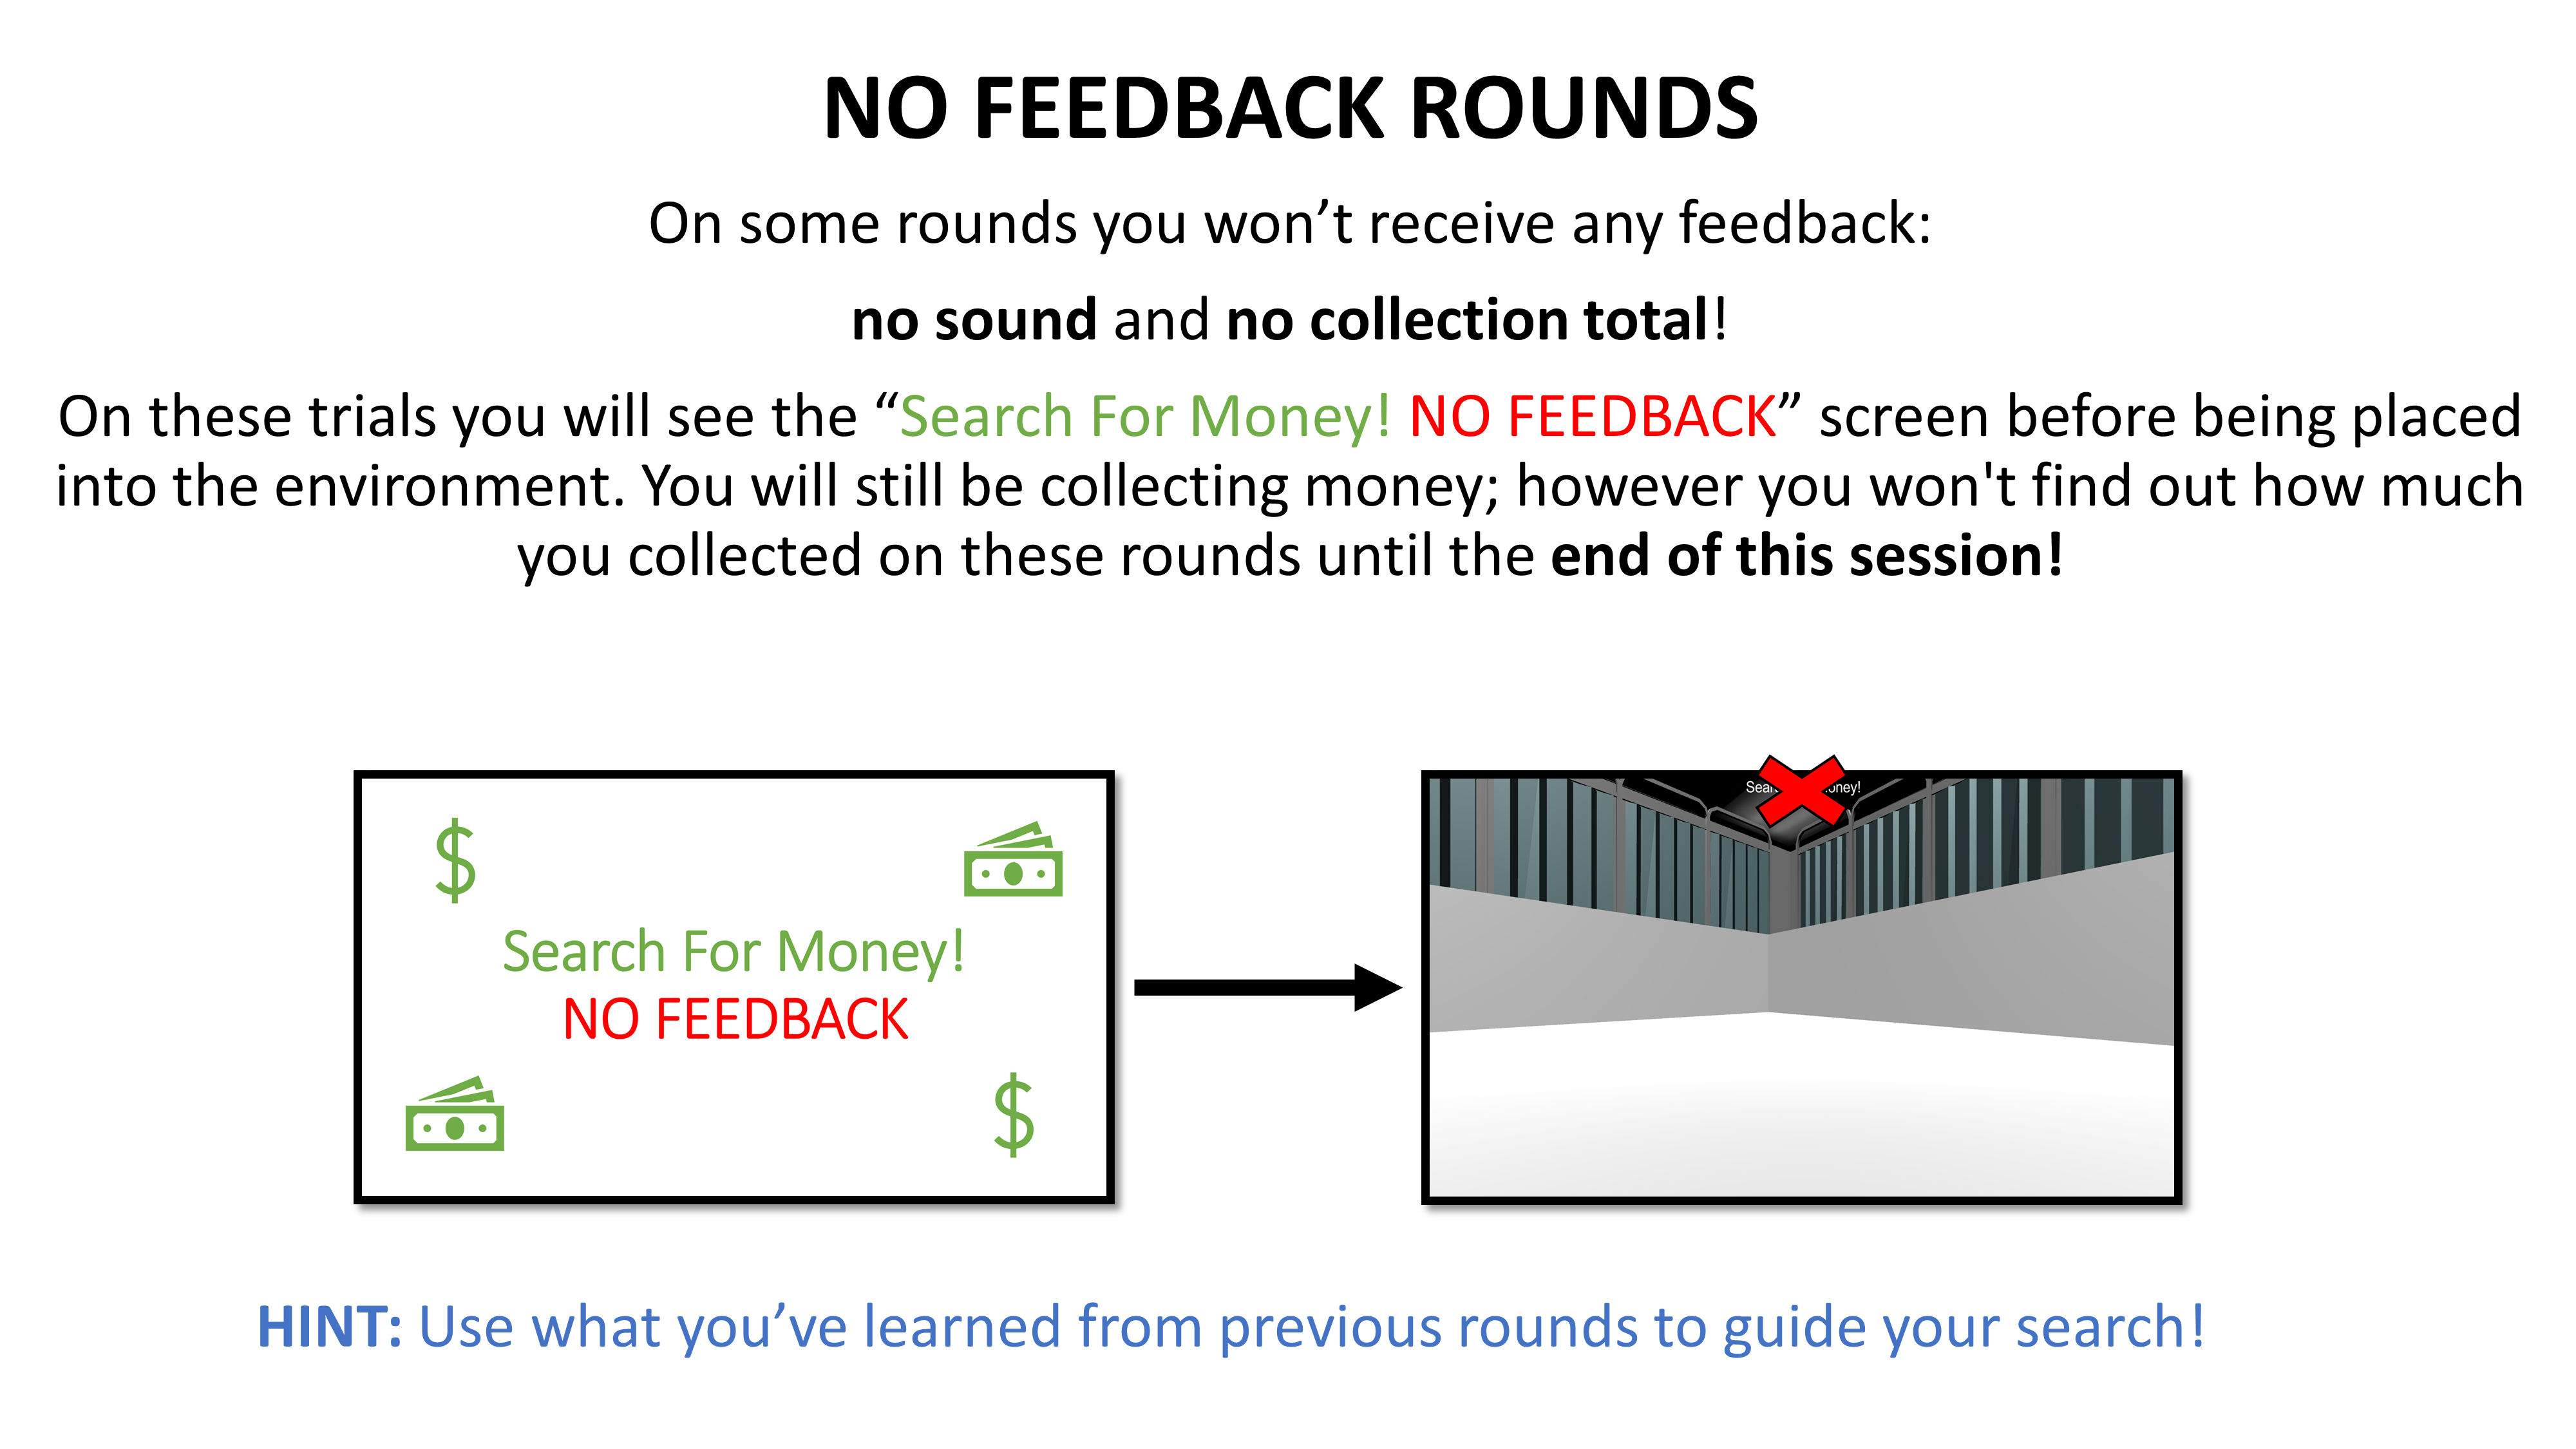 NO FEEDBACK ROUNDS
On some rounds you won’t receive any feedback:
no sound and no collection total!
On these trials you will see the “Search For Money! NO FEEDBACK” screen before being placed
into the environment. You will still be collecting money; however you won't find out how much
you collected on these rounds until the end of this session!
Search For Money!
NO FEEDBACK
HINT: Use what you’ve learned from previous rounds to guide your search!